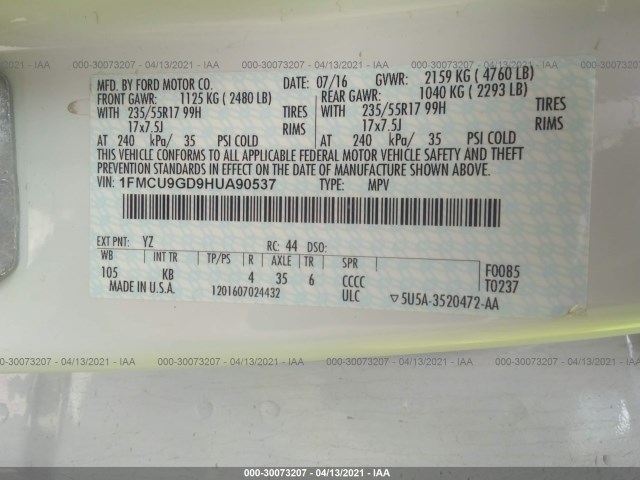 000-30073207 - 04/13/2021 - IAA
MFD. BY FORD MOTOR CO. DATE: 07/16 GVWR: 2159 KG ( 4760 LB)
FRONT GAWR: 1125 KG ( 2480 LB) REAR GAWR: 1040 KG ( 2293 LB)
WITH 235/55R17 99H TIRES WITH 235/55R17 99H TIRES
17x7.5J RIMS 17x7.5J RIMS
AT 240 kPa/ 35 PSI COLD AT 240 kPa/ 35 PSI COLD
THIS VEHICLE CONFORMS TO ALL APPLICABLE FEDERAL MOTOR VEHICLE SAFETY AND THEFT
PREVENTION STANDARDS IN EFFECT ON THE DATE OF MANUFACTURE SHOWN ABOVE.
VIN: 1FMCU9GD9HUA90537 TYPE: MPV
EXT PNT: YZ RC: 44 DSO:
WB INT TR TP/PS R AXLE TR SPR F0085
105 KB 4 35 6 CCCC T0237
MADE IN U.S.A. 1201607024432 ULC ▽5U5A-3520472-AA
000-30073207 - 04/13/2021 - IAA
000-30073207 - 04/13/2021 - IAA